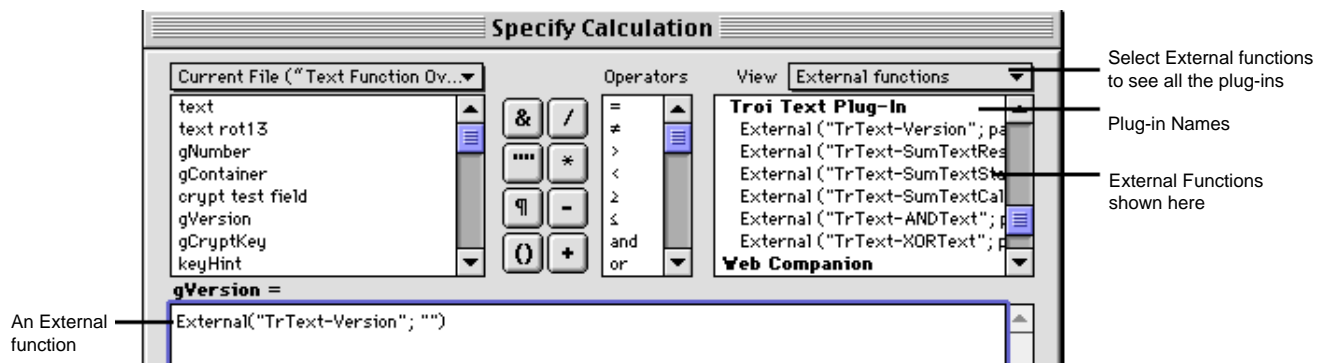 Specify Calculation
Current File ("Text Function Ov...
Operators
View
External functions
text
text rot13
gNumber
gContainer
crypt test field
gVersion
gCryptKey
keyHint
&
/
""
*
¶
-
()
+
=
≠
>
<
≥
≤
and
or
Troi Text Plug-In
External ("TrText-Version"; pa
External ("TrText-SumTextRes
External ("TrText-SumTextSta
External ("TrText-SumTextCal
External ("TrText-ANDText"; p
External ("TrText-XORText"; p
Web Companion
gVersion =
External("TrText-Version"; "")
Select External functions
to see all the plug-ins
Plug-in Names
External Functions
shown here
An External
function